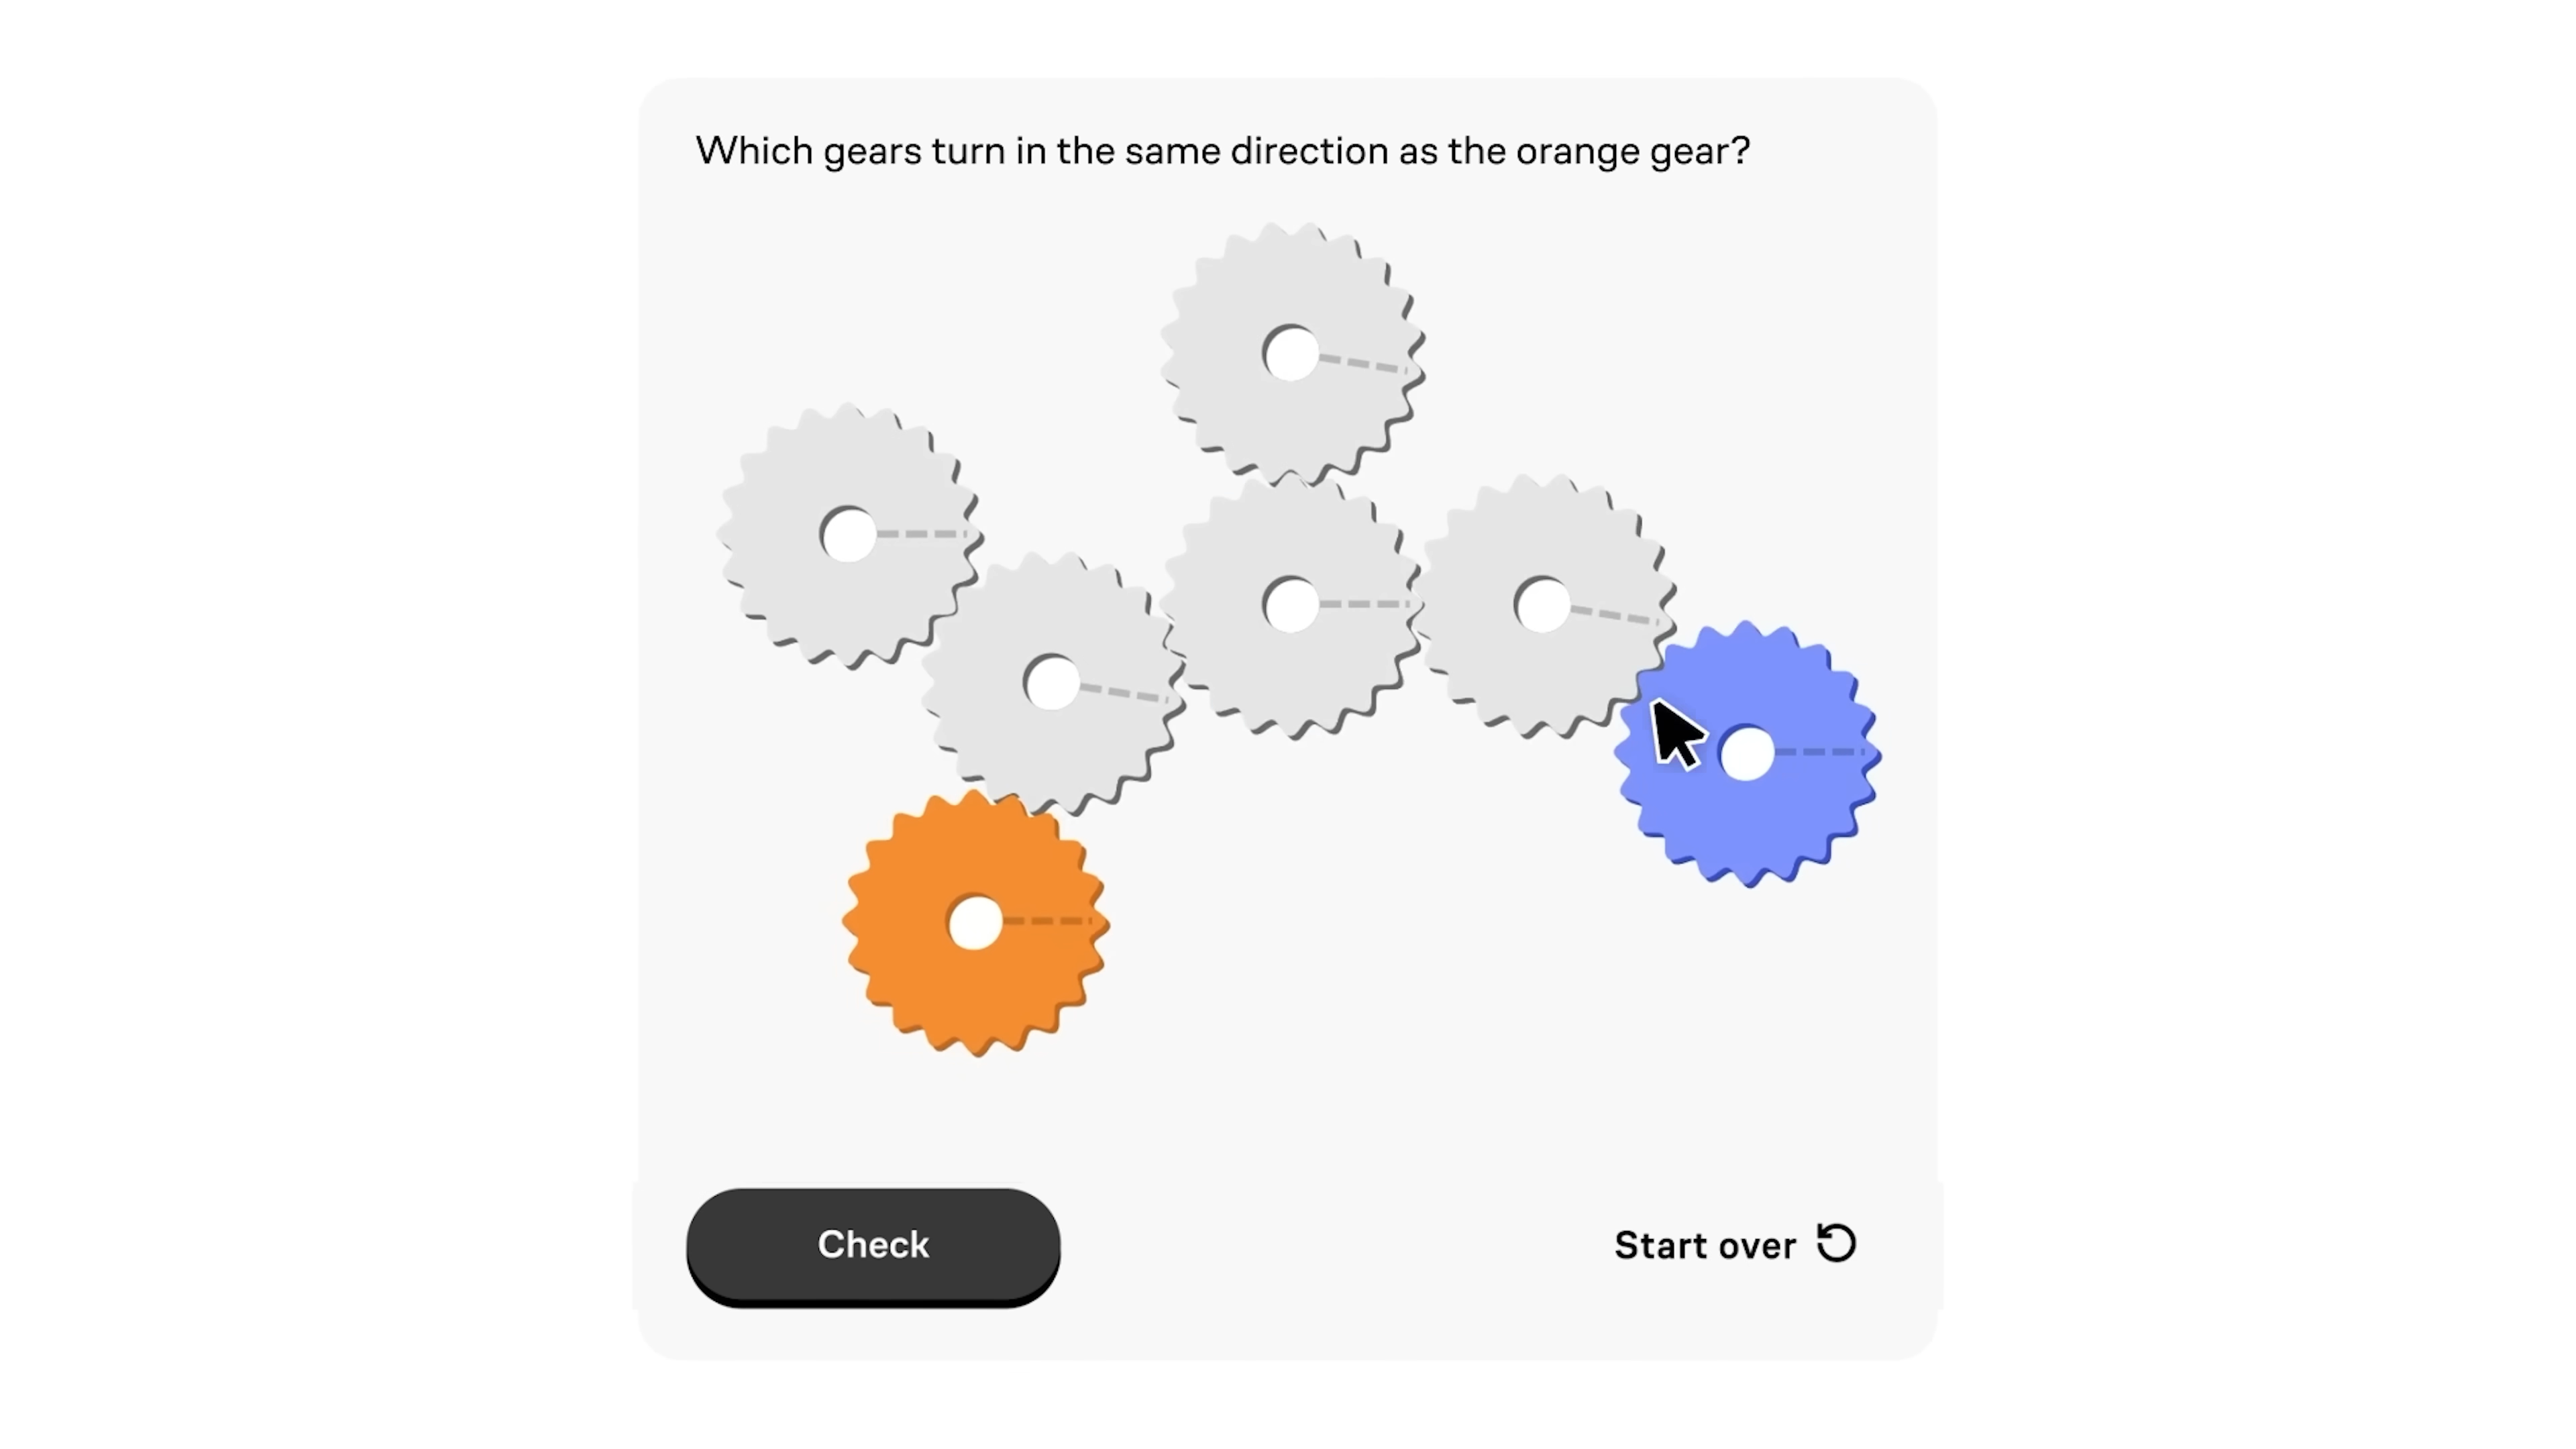 Which gears turn in the same direction as the orange gear?
Check
Start over